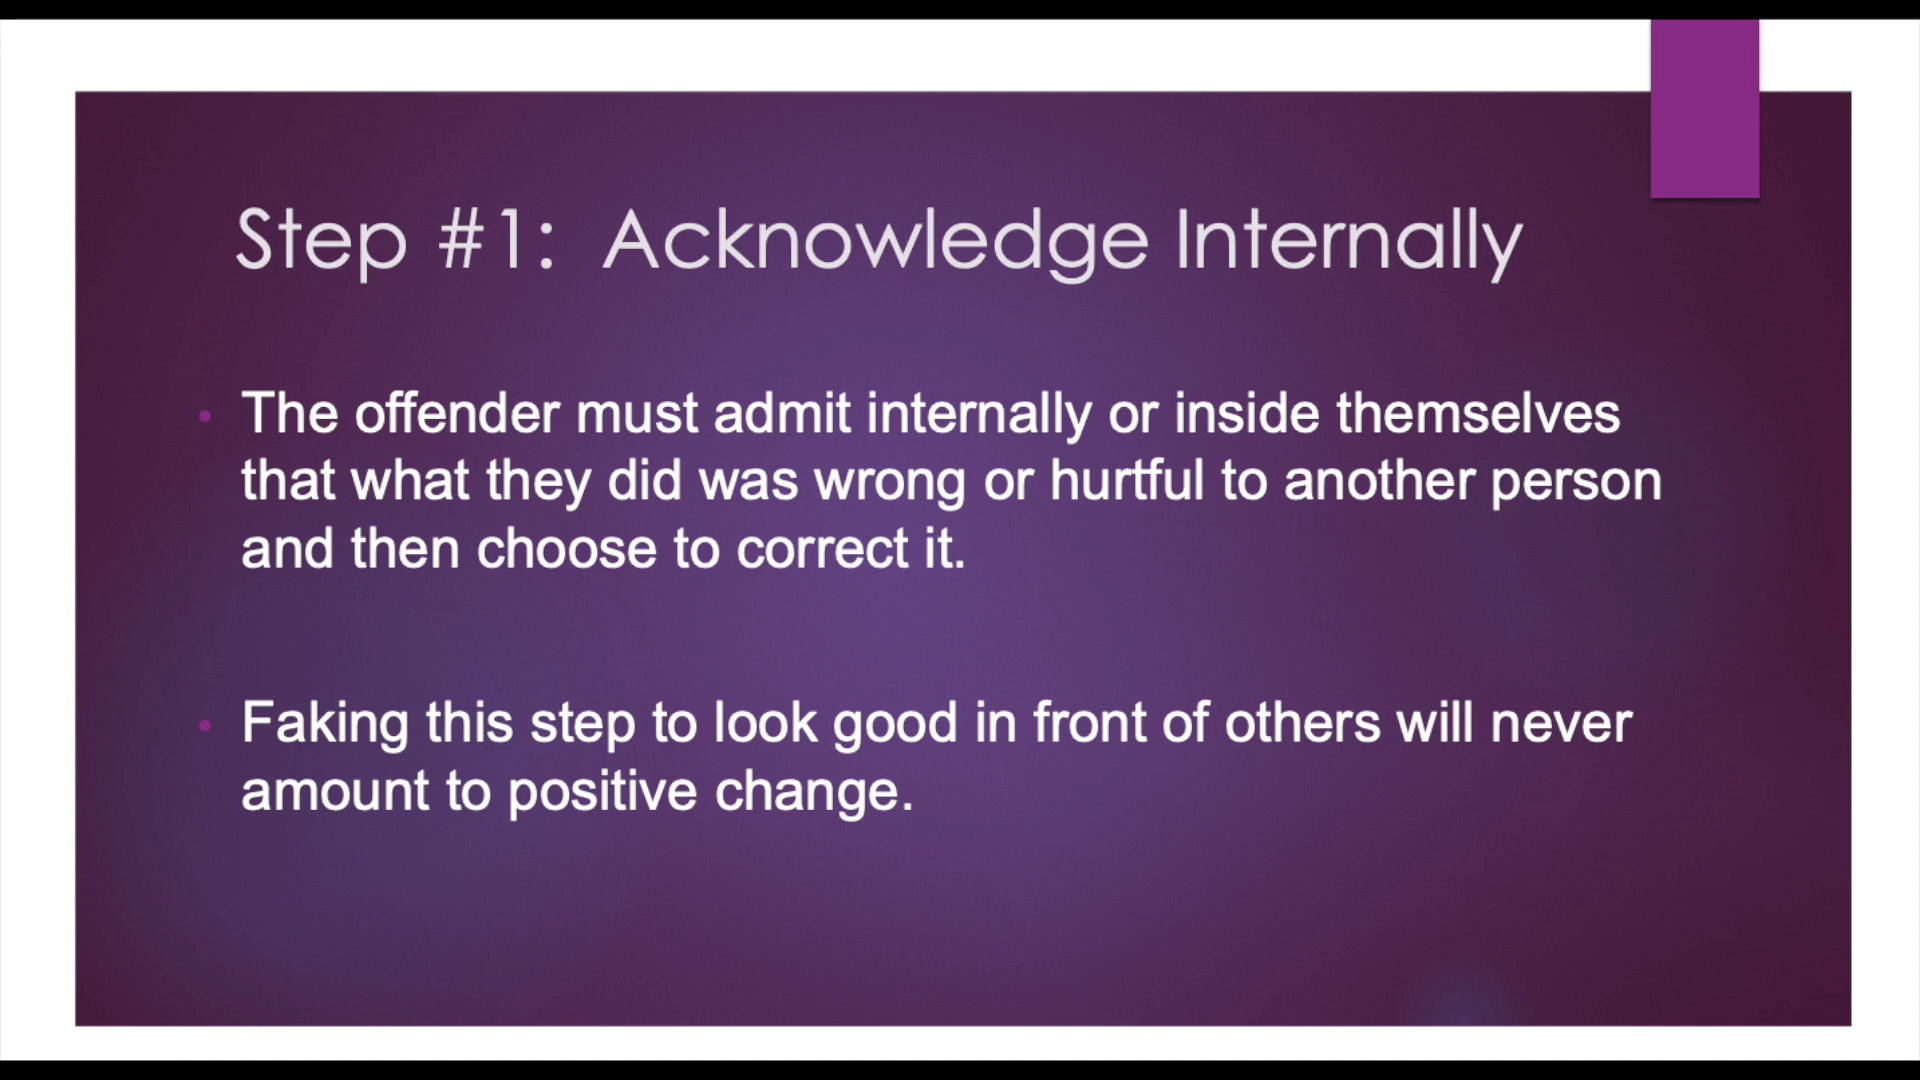 Step #1:  Acknowledge Internally
• The offender must admit internally or inside themselves
that what they did was wrong or hurtful to another person
and then choose to correct it.
• Faking this step to look good in front of others will never
amount to positive change.